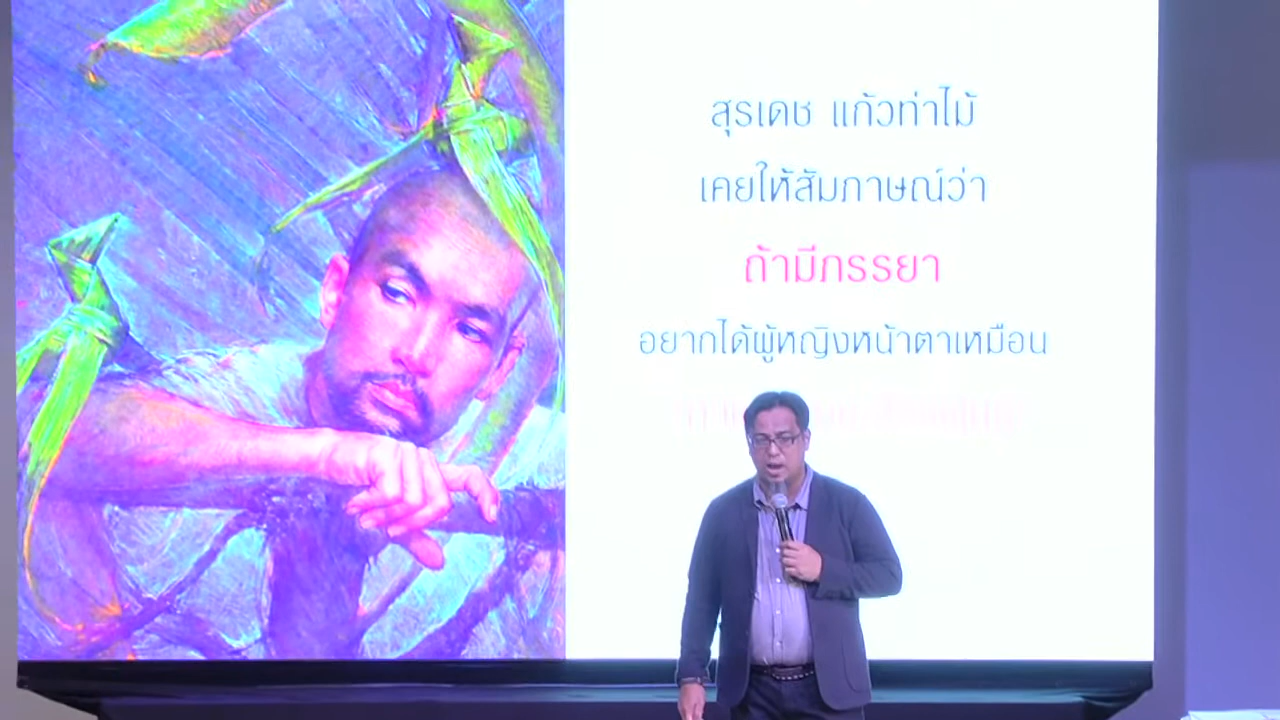 สุรเดช แก้วท่าไม้
เคยให้สัมภาษณ์ว่า
ถ้ามีภรรยา
อยากได้ผู้หญิงหน้าตาเหมือน